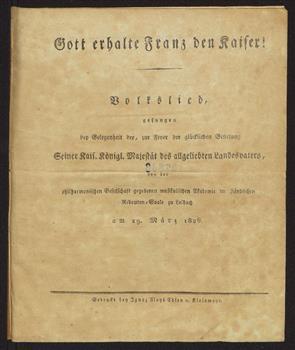 Gott erhalte Franz den Kaiser!
Volkslied,
gesungen
bey Gelegenheit der, zur Feyer der glücklichen Genesung
Seiner Kais. Königl. Majestät des allgeliebten Landesvaters,
von der
philharmonischen Gesellschaft gegebenen musikalischen Akademie im ständischen
Redouten-Saale zu Laibach
am 19. März 1826.
Gedruckt bey Ignaz Aloys Edlen v. Kleinmayr.